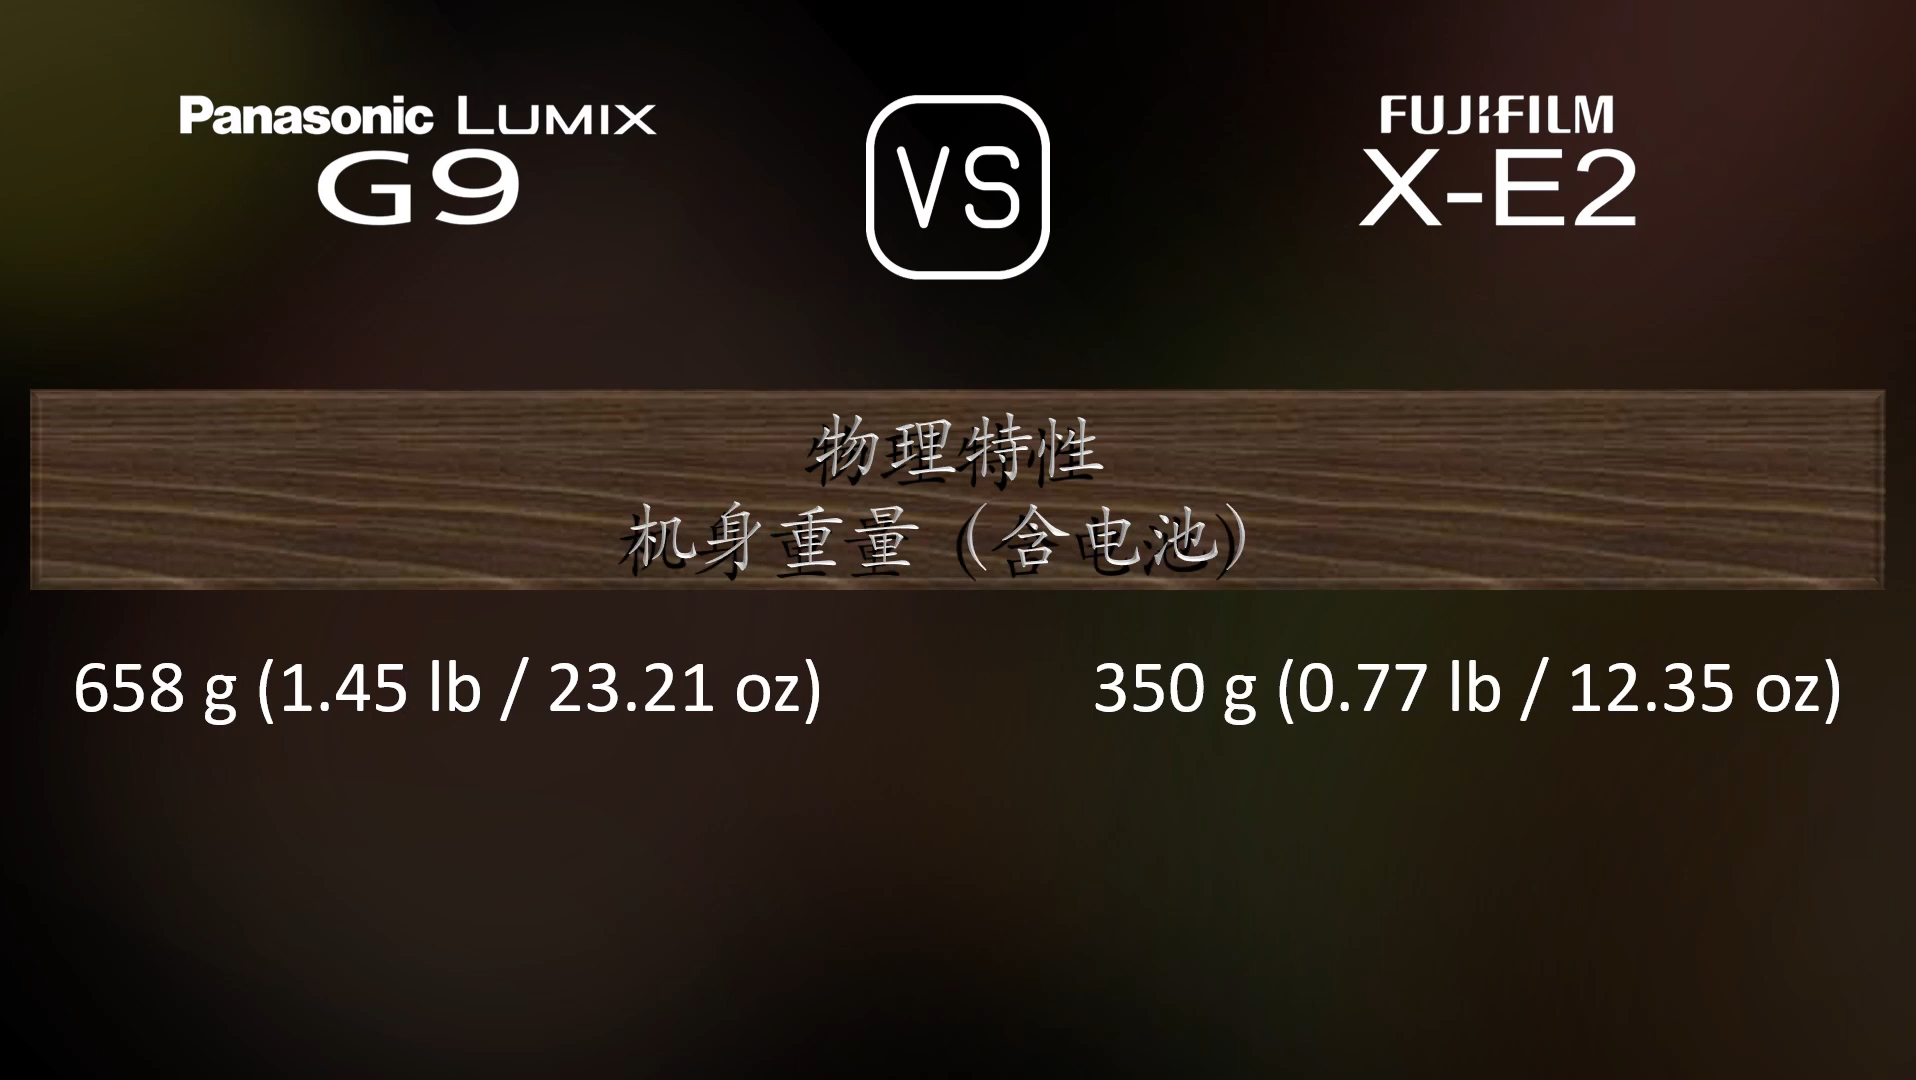 Panasonic LUMIX
G9
VS
FUJIFILM
X-E2
物理特性
机身重量（含电池）
658 g (1.45 lb / 23.21 oz)
350 g (0.77 lb / 12.35 oz)